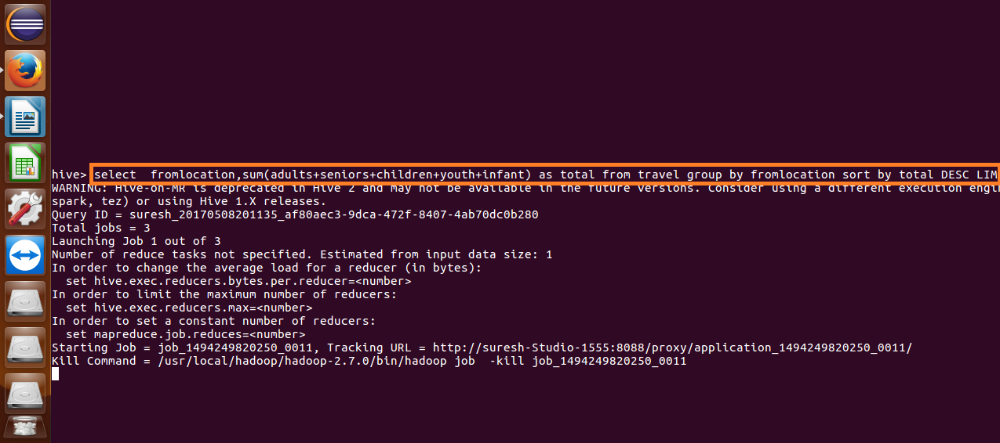 hive> select  fromlocation,sum(adults+seniors+children+youth+infant) as total from travel group by fromlocation sort by total DESC LIM
WARNING: Hive-on-MR is deprecated in Hive 2 and may not be available in the future versions. Consider using a different execution engi
spark, tez) or using Hive 1.X releases.
Query ID = suresh_20170508201135_af80aec3-9dca-472f-8407-4ab70dc0b280
Total jobs = 3
Launching Job 1 out of 3
Number of reduce tasks not specified. Estimated from input data size: 1
In order to change the average load for a reducer (in bytes):
  set hive.exec.reducers.bytes.per.reducer=<number>
In order to limit the maximum number of reducers:
  set hive.exec.reducers.max=<number>
In order to set a constant number of reducers:
  set mapreduce.job.reduces=<number>
Starting Job = job_1494249820250_0011, Tracking URL = http://suresh-Studio-1555:8088/proxy/application_1494249820250_0011/
Kill Command = /usr/local/hadoop/hadoop-2.7.0/bin/hadoop job  -kill job_1494249820250_0011